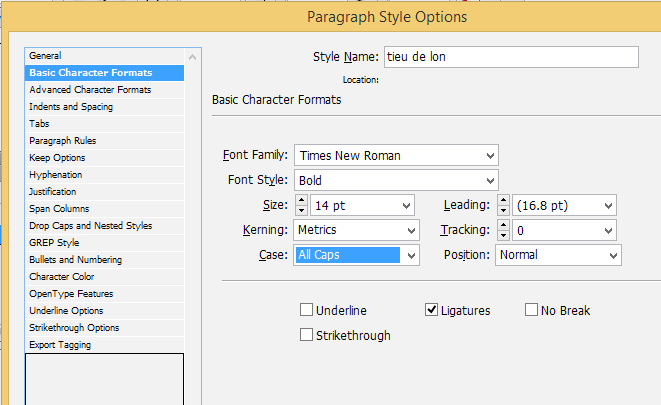 Paragraph Style Options
General
Basic Character Formats
Advanced Character Formats
Indents and Spacing
Tabs
Paragraph Rules
Keep Options
Hyphenation
Justification
Span Columns
Drop Caps and Nested Styles
GREP Style
Bullets and Numbering
Character Color
OpenType Features
Underline Options
Strikethrough Options
Export Tagging
Style Name: tieu de lon
Location:
Basic Character Formats
Font Family: Times New Roman
Font Style: Bold
Size: 14 pt Leading: (16.8 pt)
Kerning: Metrics Tracking: 0
Case: All Caps Position: Normal
Underline Ligatures No Break
Strikethrough